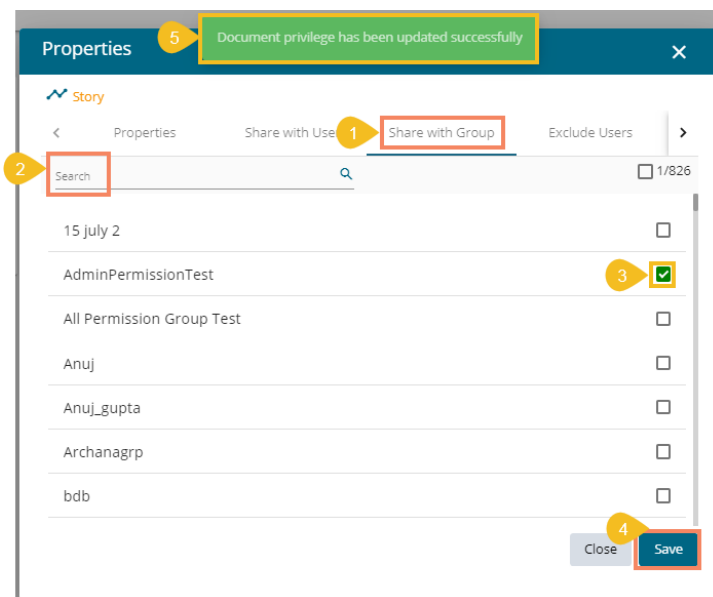 5
Document privilege has been updated successfully
Properties
Story
Properties
Share with Use
1
Share with Group
Exclude Users
2
Search
1/826
15 july 2
AdminPermissionTest
3
All Permission Group Test
Anuj
Anuj_gupta
Archanagrp
bdb
4
Close
Save